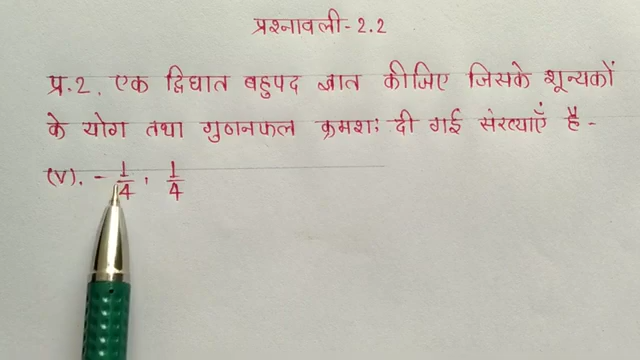 प्रश्नावली-2.2
प्र.2. एक द्विघात बहुपद ज्ञात कीजिए जिसके शून्यकों
के योग तथा गुणनफल क्रमशः दी गई संख्याएँ है -
(v). - 1/4 , 1/4